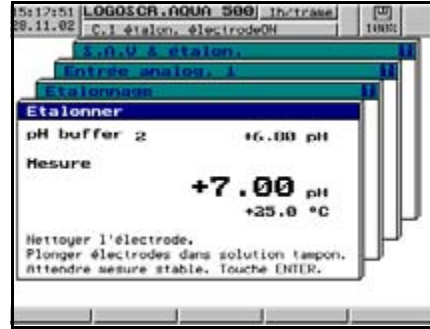 15:17:51 LOGOSCR.AQUA 500 1h/trame
28.11.02 C.1 étalon. électrodeON
S.A.V & étalon.
Entrée analog. 1
Etalonnage
Etalonner
pH buffer 2 +6.00 pH
Mesure
+7.00 pH
+25.0 °C
Nettoyer l'électrode.
Plonger électrodes dans solution tampon.
Attendre mesure stable. Touche ENTER.